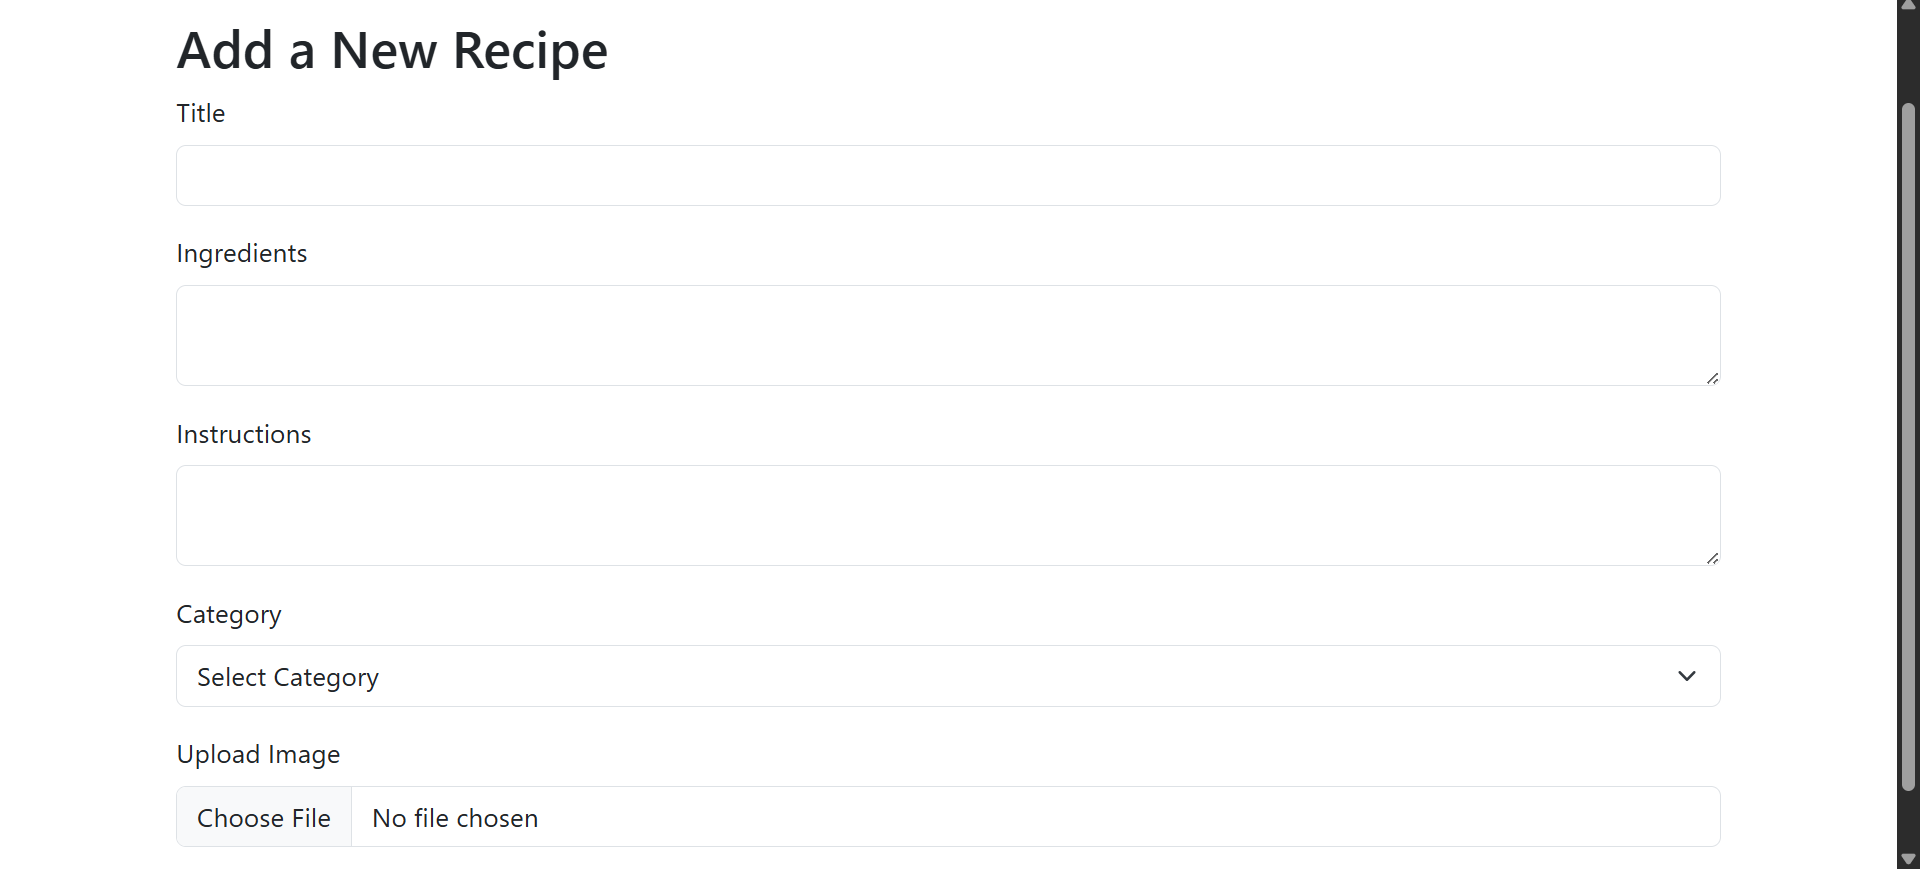 Add a New Recipe
Title
Ingredients
Instructions
Category
Select Category
Upload Image
Choose File No file chosen